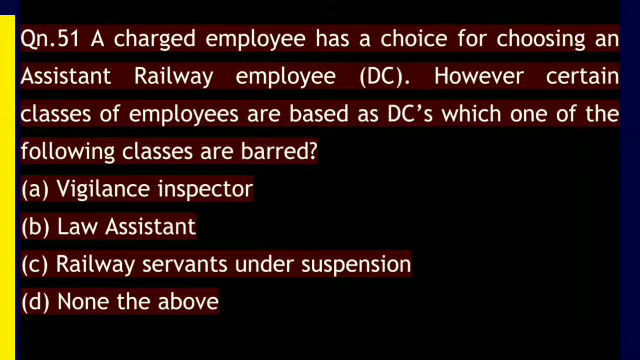 Qn.51 A charged employee has a choice for choosing an
Assistant Railway employee (DC). However certain
classes of employees are based as DC's which one of the
following classes are barred?
(a) Vigilance inspector
(b) Law Assistant
(c) Railway servants under suspension
(d) None the above